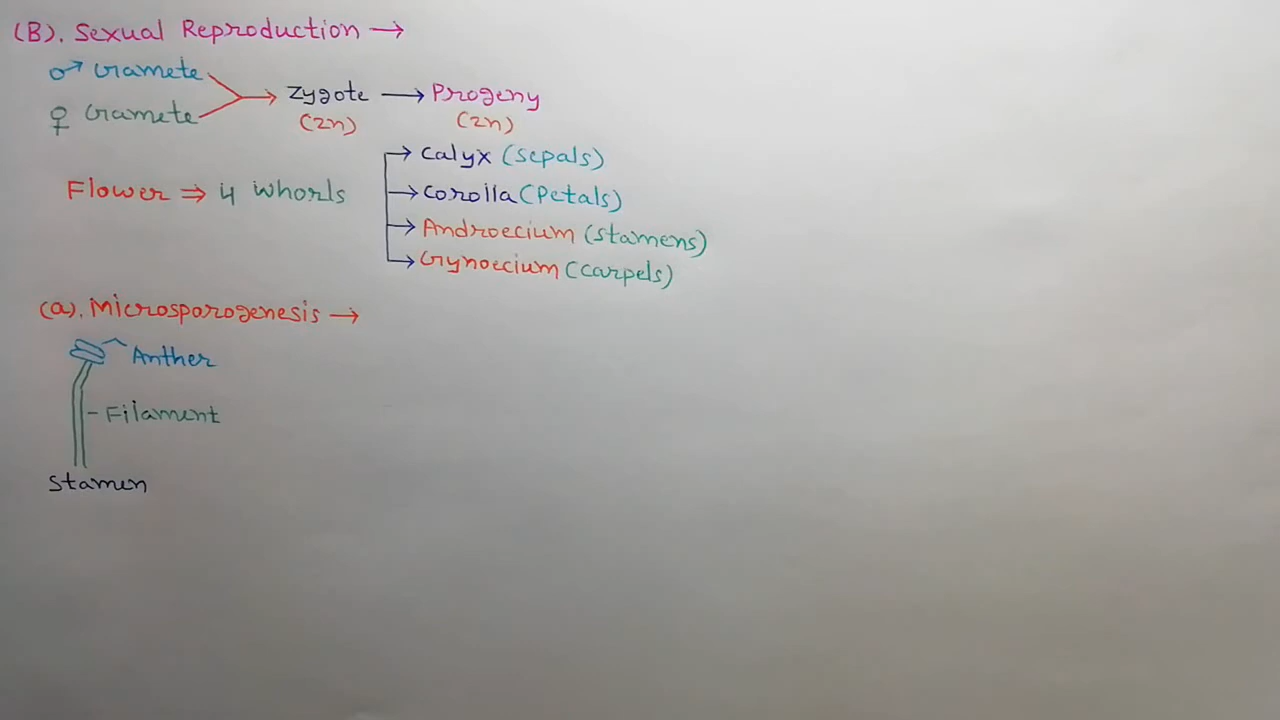 (B). Sexual Reproduction →
♂ Gamete
♀ Gamete
Zygote → Progeny
(2n) (2n)
Flower ⇒ 4 whorls
Calyx (Sepals)
Corolla (Petals)
Androecium (Stamens)
Gynoecium (Carpels)
(a). Microsporogenesis →
Anther
Filament
Stamen